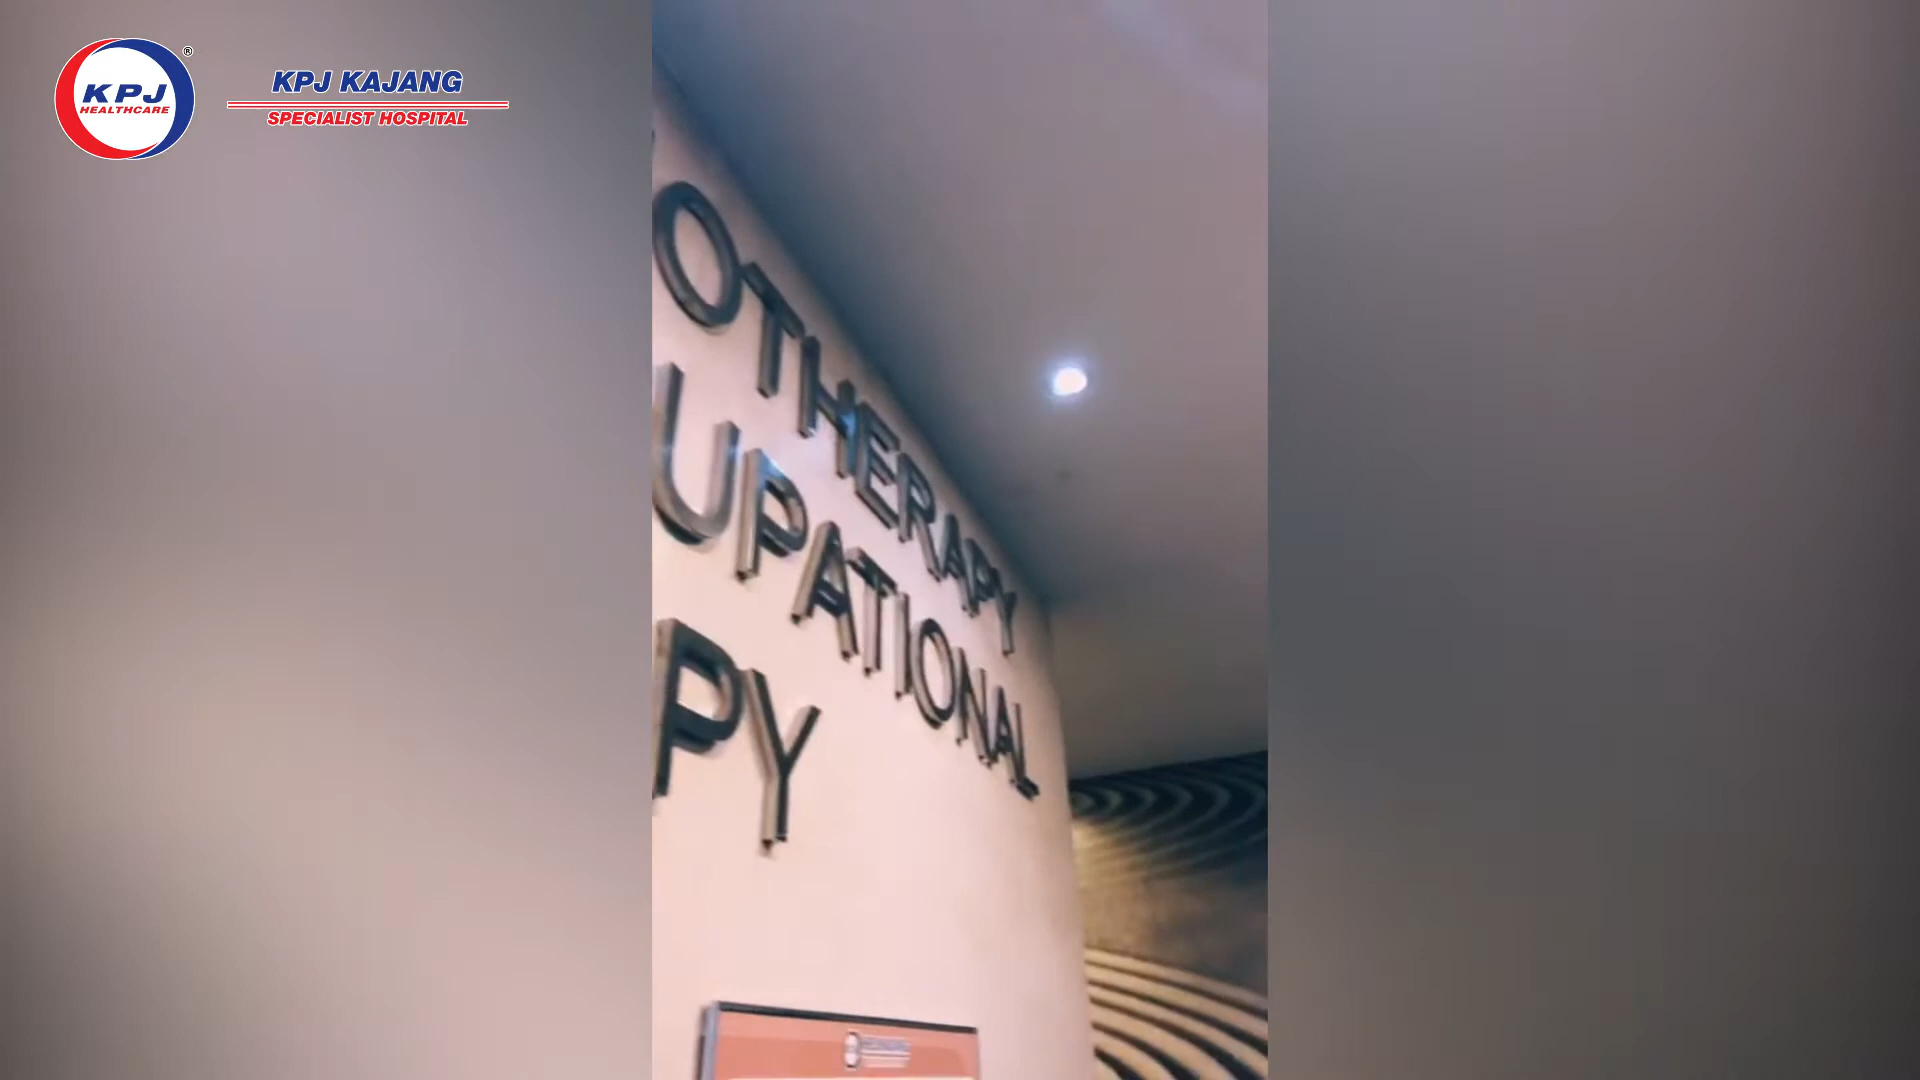 KPJ
HEALTHCARE
®
KPJ KAJANG
SPECIALIST HOSPITAL
OTHERAPY
UPATIONAL
PY